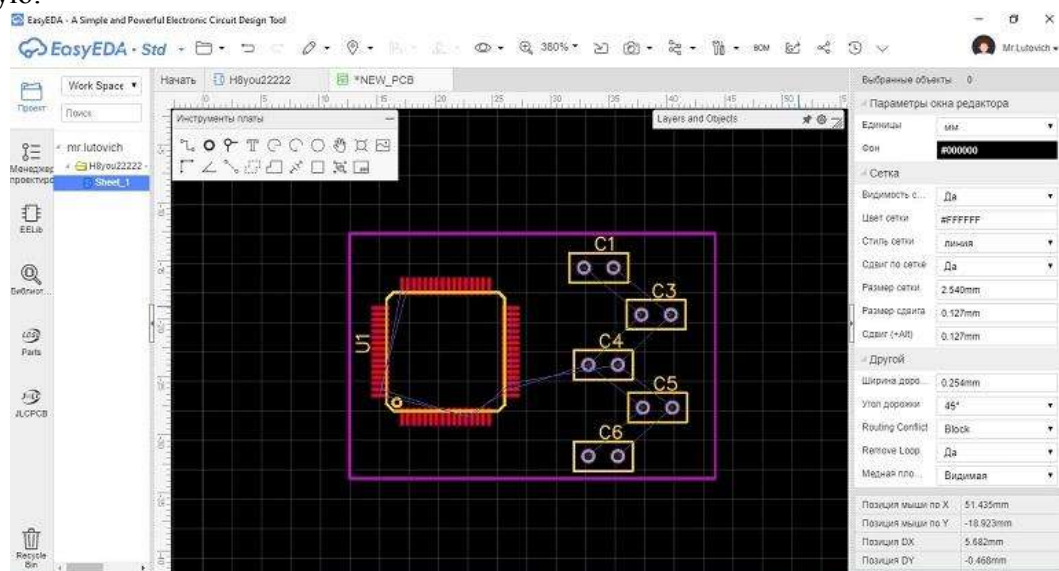 ую.
EasyEDA - A Simple and Powerful Electronic Circuit Design Tool
EasyEDA · Std
380%
BOM
Mr.Lutovich
Проект
Менеджер
EELib
Parts
JLCPCB
Recycle
Bin
Work Space
Поиск
mr.lutovich
H8you22222
Sheet_1
Начать
H8you22222
*NEW_PCB
Инструменты платы
Layers and Objects
C1
C3
C4
C5
C6
U1
Выбранные объекты 0
Параметры окна редактора
Единицы мм
Фон #000000
Сетка
Видимость с... Да
Цвет сетки #FFFFFF
Стиль сетки линия
Сдвиг по сетке Да
Размер сетки 2.540mm
Размер сдвига 0.127mm
Сдвиг (+Alt) 0.127mm
Другой
Ширина доро... 0.254mm
Угол дорожки 45°
Routing Conflict Block
Remove Loop Да
Медная пло... Видимая
Позиция мыши по X 51.435mm
Позиция мыши по Y -18.923mm
Позиция DX 5.682mm
Позиция DY -0.468mm